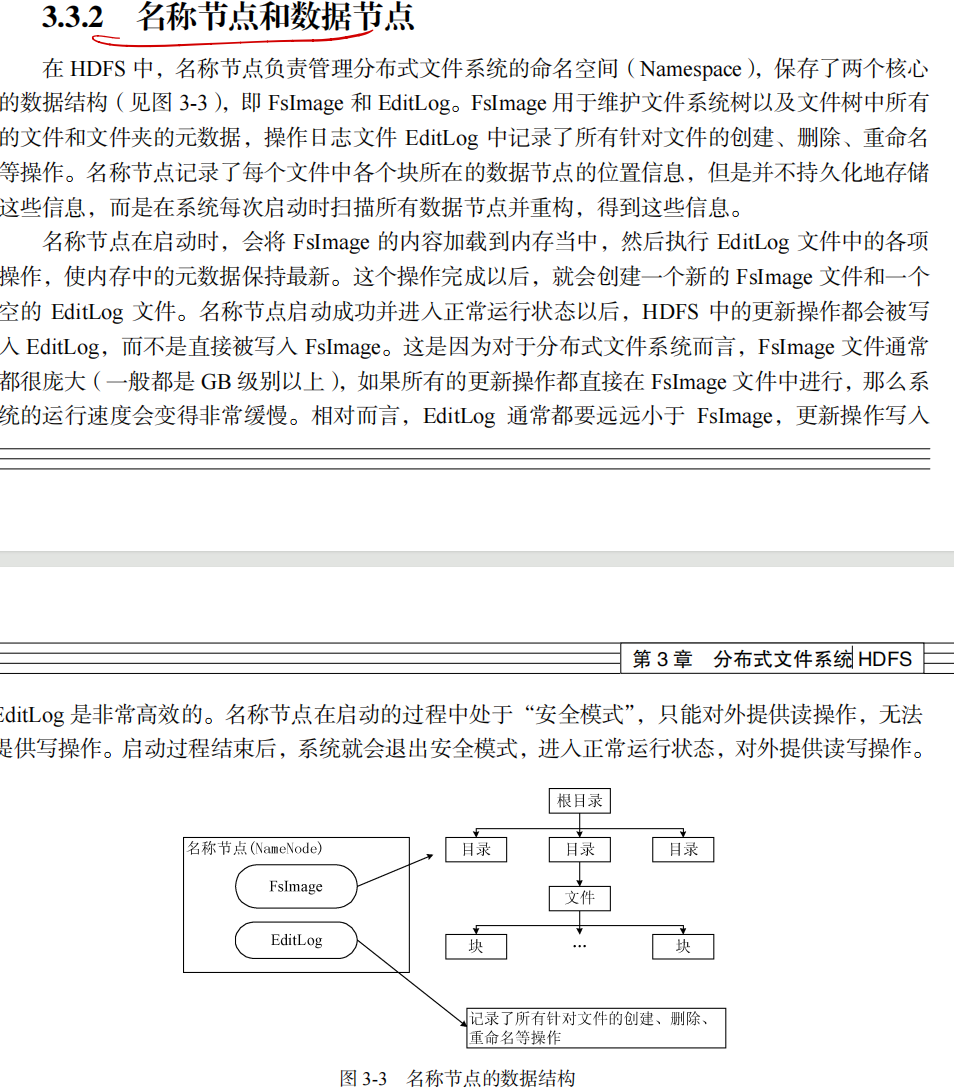 3.3.2 名称节点和数据节点
在 HDFS 中，名称节点负责管理分布式文件系统的命名空间（Namespace），保存了两个核心
的数据结构（见图 3-3），即 FsImage 和 EditLog。FsImage 用于维护文件系统树以及文件树中所有
的文件和文件夹的元数据，操作日志文件 EditLog 中记录了所有针对文件的创建、删除、重命名
等操作。名称节点记录了每个文件中各个块所在的数据节点的位置信息，但是并不持久化地存储
这些信息，而是在系统每次启动时扫描所有数据节点并重构，得到这些信息。
名称节点在启动时，会将 FsImage 的内容加载到内存当中，然后执行 EditLog 文件中的各项
操作，使内存中的元数据保持最新。这个操作完成以后，就会创建一个新的 FsImage 文件和一个
空的 EditLog 文件。名称节点启动成功并进入正常运行状态以后，HDFS 中的更新操作都会被写
入 EditLog，而不是直接被写入 FsImage。这是因为对于分布式文件系统而言，FsImage 文件通常
都很庞大（一般都是 GB 级别以上），如果所有的更新操作都直接在 FsImage 文件中进行，那么系
统的运行速度会变得非常缓慢。相对而言，EditLog 通常都要远远小于 FsImage，更新操作写入
第 3 章 分布式文件系统 HDFS
EditLog 是非常高效的。名称节点在启动的过程中处于“安全模式”，只能对外提供读操作，无法
提供写操作。启动过程结束后，系统就会退出安全模式，进入正常运行状态，对外提供读写操作。
根目录
名称节点(NameNode)
目录 目录 目录
FsImage
文件
EditLog
块 … 块
记录了所有针对文件的创建、删除、
重命名等操作
图 3-3 名称节点的数据结构